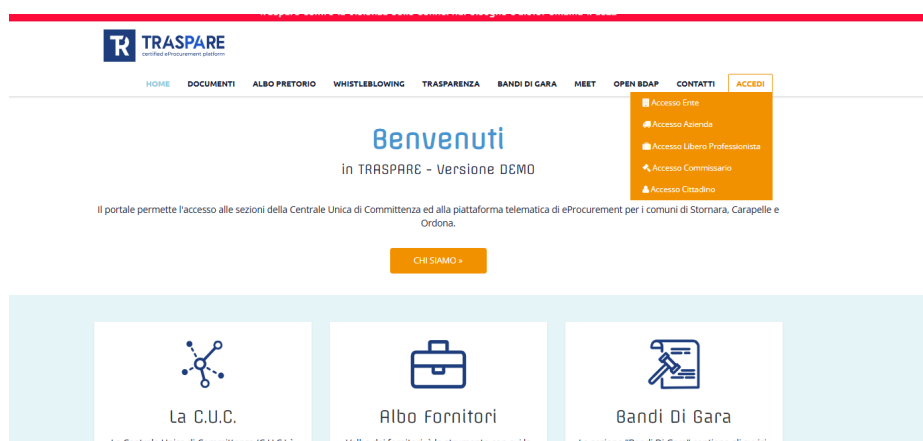 TRASPARE
certified eProcurement platform
HOME DOCUMENTI ALBO PRETORIO WHISTLEBLOWING TRASPARENZA BANDI DI GARA MEET OPEN BDAP CONTATTI ACCEDI
Accesso Ente
Accesso Azienda
Accesso Libero Professionista
Accesso Commissario
Accesso Cittadino
Benvenuti
in TRASPARE - Versione DEMO
Il portale permette l'accesso alle sezioni della Centrale Unica di Committenza ed alla piattaforma telematica di eProcurement per i comuni di Stornara, Carapelle e
Ordona.
CHI SIAMO »
La C.U.C.
Albo Fornitori
Bandi Di Gara